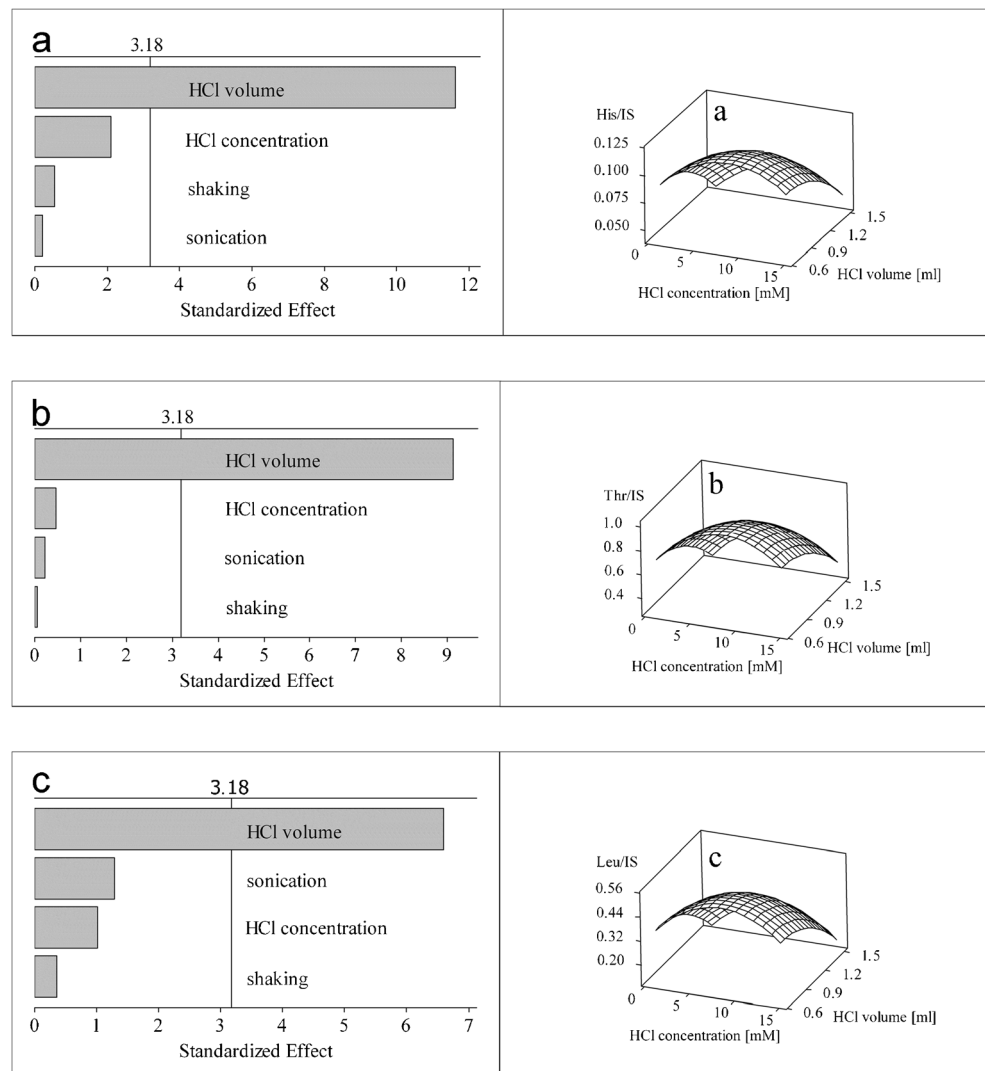 a
3.18
HCl volume
HCl concentration
shaking
sonication
0 2 4 6 8 10 12
Standardized Effect
a
His/IS
0.125
0.100
0.075
0.050
0 5 10 15
HCl concentration [mM]
0.6 0.9 1.2 1.5
HCl volume [ml]
b
3.18
HCl volume
HCl concentration
sonication
shaking
0 1 2 3 4 5 6 7 8 9
Standardized Effect
b
Thr/IS
1.0
0.8
0.6
0.4
0 5 10 15
HCl concentration [mM]
0.6 0.9 1.2 1.5
HCl volume [ml]
c
3.18
HCl volume
sonication
HCl concentration
shaking
0 1 2 3 4 5 6 7
Standardized Effect
c
Leu/IS
0.56
0.44
0.32
0.20
0 5 10 15
HCl concentration [mM]
0.6 0.9 1.2 1.5
HCl volume [ml]